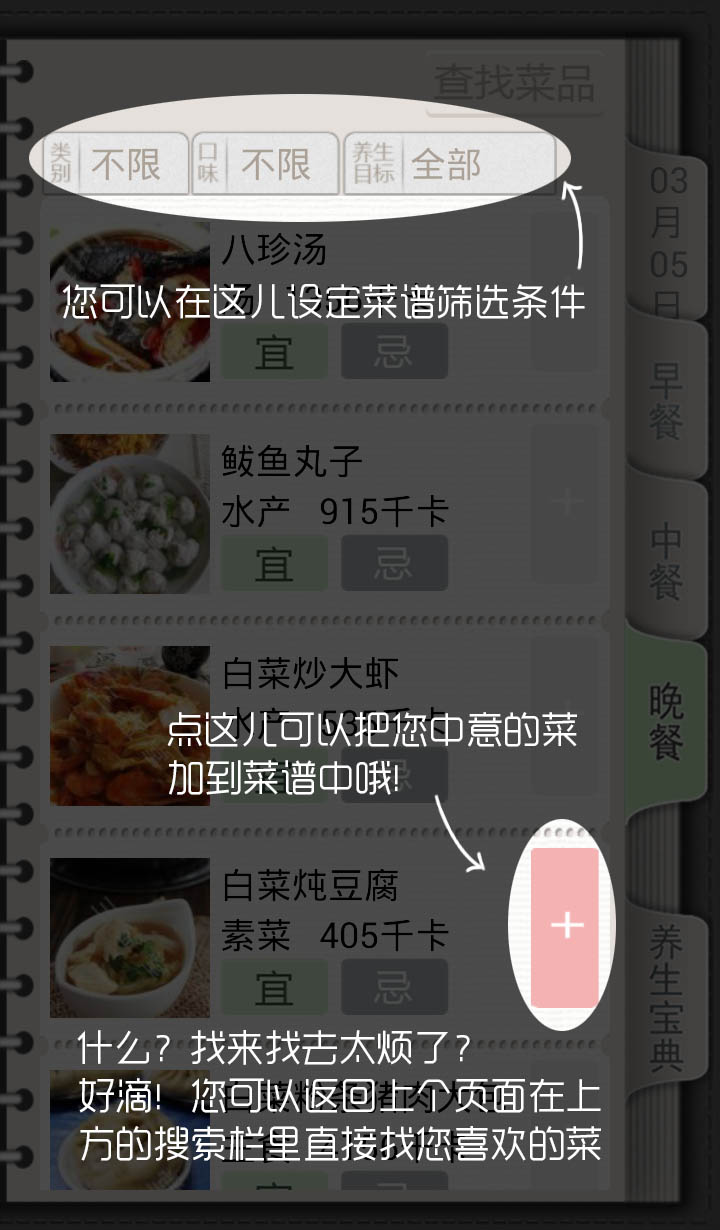 查找菜品
类别 不限 口味 不限 养生目标 全部
03月05日
八珍汤
您可以在这儿设定菜谱筛选条件
宜 忌
早餐
鲅鱼丸子
水产 915千卡
宜 忌
中餐
白菜炒大虾
晚餐
点这儿可以把您中意的菜
加到菜谱中哦!
白菜炖豆腐
素菜 405千卡
+
宜 忌
养生宝典
什么?找来找去太烦了?
好滴!您可以返回上个页面在上
方的搜索栏里直接找您喜欢的菜